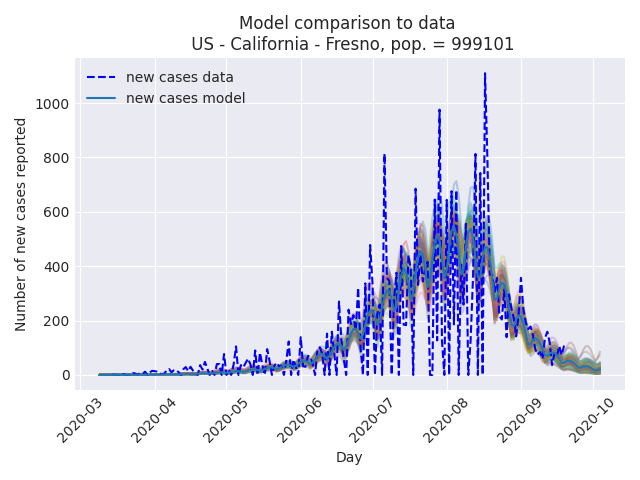 Model comparison to data
US - California - Fresno, pop. = 999101
new cases data
new cases model
Number of new cases reported
1000
800
600
400
200
0
2020-03
2020-04
2020-05
2020-06
2020-07
2020-08
2020-09
2020-10
Day